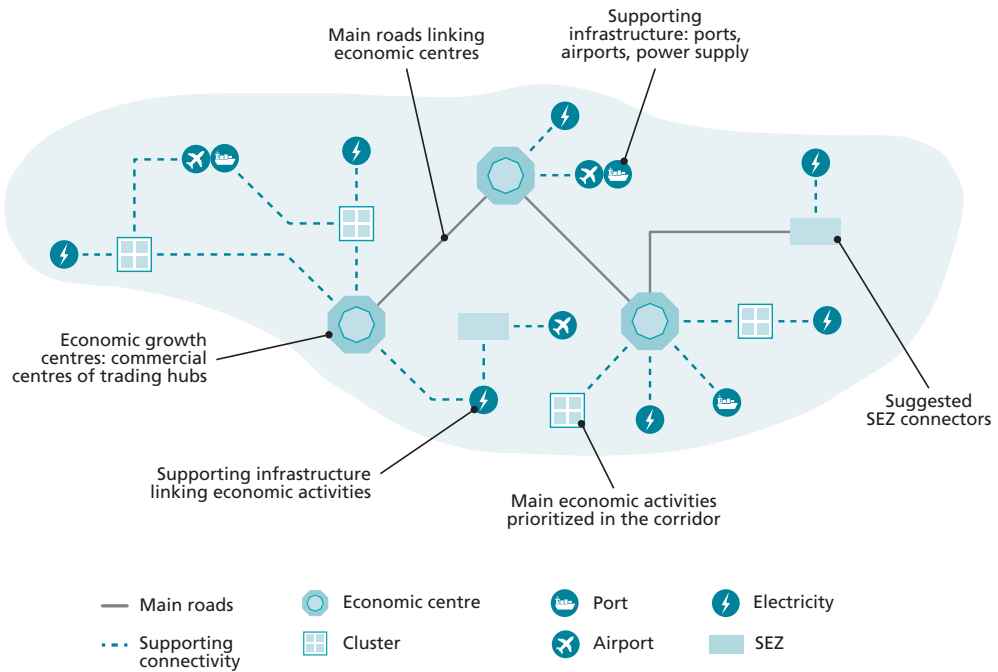 Main roads linking
economic centres
Supporting
infrastructure: ports,
airports, power supply
Economic growth
centres: commercial
centres of trading hubs
Suggested
SEZ connectors
Supporting infrastructure
linking economic activities
Main economic activities
prioritized in the corridor
Main roads
Economic centre
Port
Electricity
Supporting
connectivity
Cluster
Airport
SEZ